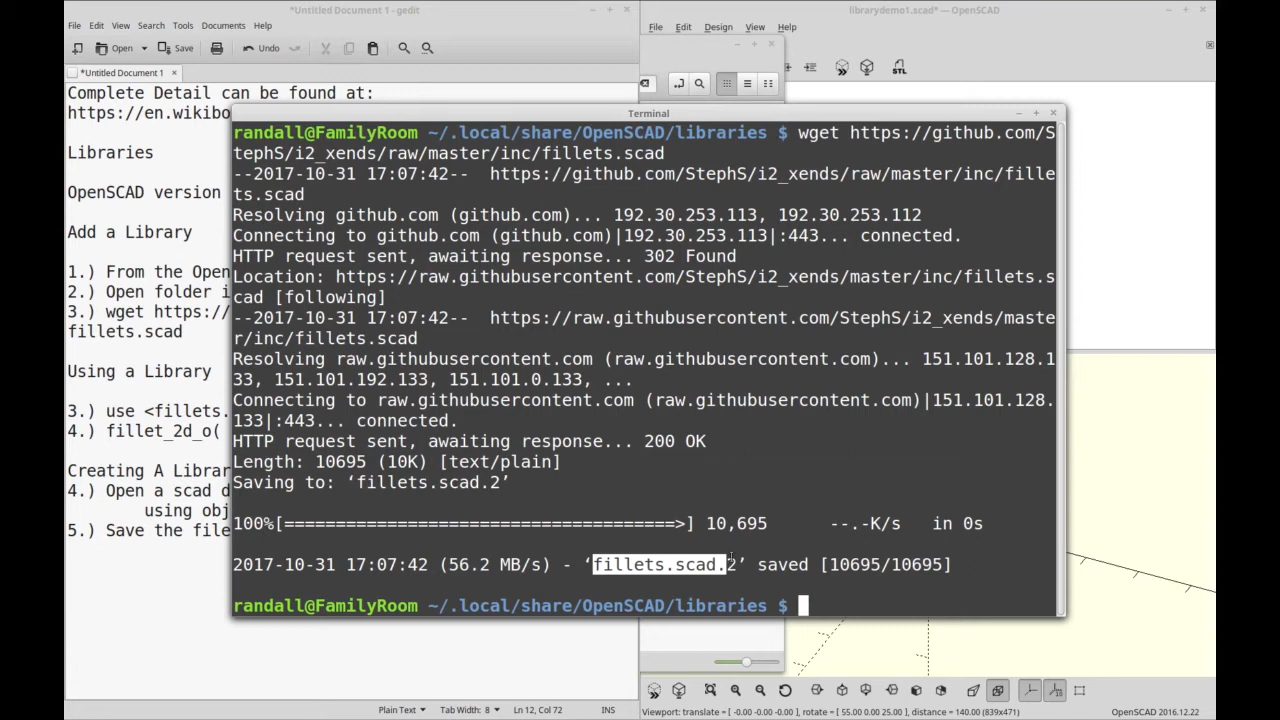 *Untitled Document 1 - gedit
File Edit View Search Tools Documents Help
Open Save Undo
*Untitled Document 1
Complete Detail can be found at:
https://en.wikibo
Libraries
OpenSCAD version
Add a Library
1.) From the Open
2.) Open folder i
3.) wget https://
fillets.scad
Using a Library
3.) use <fillets.
4.) fillet_2d_o(
Creating A Librar
4.) Open a scad d
using obj
5.) Save the file
Plain Text Tab Width: 8 Ln 12, Col 72 INS
librarydemo1.scad* — OpenSCAD
File Edit Design View Help
STL
Terminal
randall@FamilyRoom ~/.local/share/OpenSCAD/libraries $ wget https://github.com/S
tephS/i2_xends/raw/master/inc/fillets.scad
--2017-10-31 17:07:42-- https://github.com/StephS/i2_xends/raw/master/inc/fille
ts.scad
Resolving github.com (github.com)... 192.30.253.113, 192.30.253.112
Connecting to github.com (github.com)|192.30.253.113|:443... connected.
HTTP request sent, awaiting response... 302 Found
Location: https://raw.githubusercontent.com/StephS/i2_xends/master/inc/fillets.s
cad [following]
--2017-10-31 17:07:42-- https://raw.githubusercontent.com/StephS/i2_xends/maste
r/inc/fillets.scad
Resolving raw.githubusercontent.com (raw.githubusercontent.com)... 151.101.128.1
33, 151.101.192.133, 151.101.0.133, ...
Connecting to raw.githubusercontent.com (raw.githubusercontent.com)|151.101.128.
133|:443... connected.
HTTP request sent, awaiting response... 200 OK
Length: 10695 (10K) [text/plain]
Saving to: ‘fillets.scad.2’
100%[======================================>] 10,695 --.-K/s in 0s
2017-10-31 17:07:42 (56.2 MB/s) - ‘fillets.scad.2’ saved [10695/10695]
randall@FamilyRoom ~/.local/share/OpenSCAD/libraries $
Viewport: translate = [ -0.00 -0.00 -0.00 ], rotate = [ 55.00 0.00 25.00 ], distance = 140.00 (839x471) OpenSCAD 2016.12.22